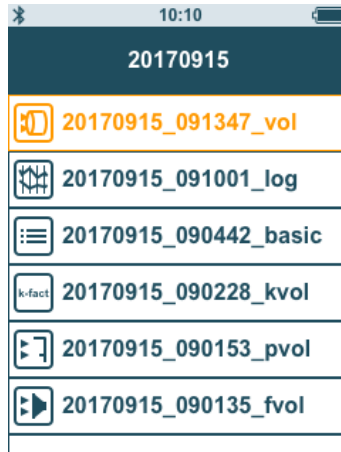 10:10
20170915
20170915_091347_vol
20170915_091001_log
20170915_090442_basic
k-fact 20170915_090228_kvol
20170915_090153_pvol
20170915_090135_fvol